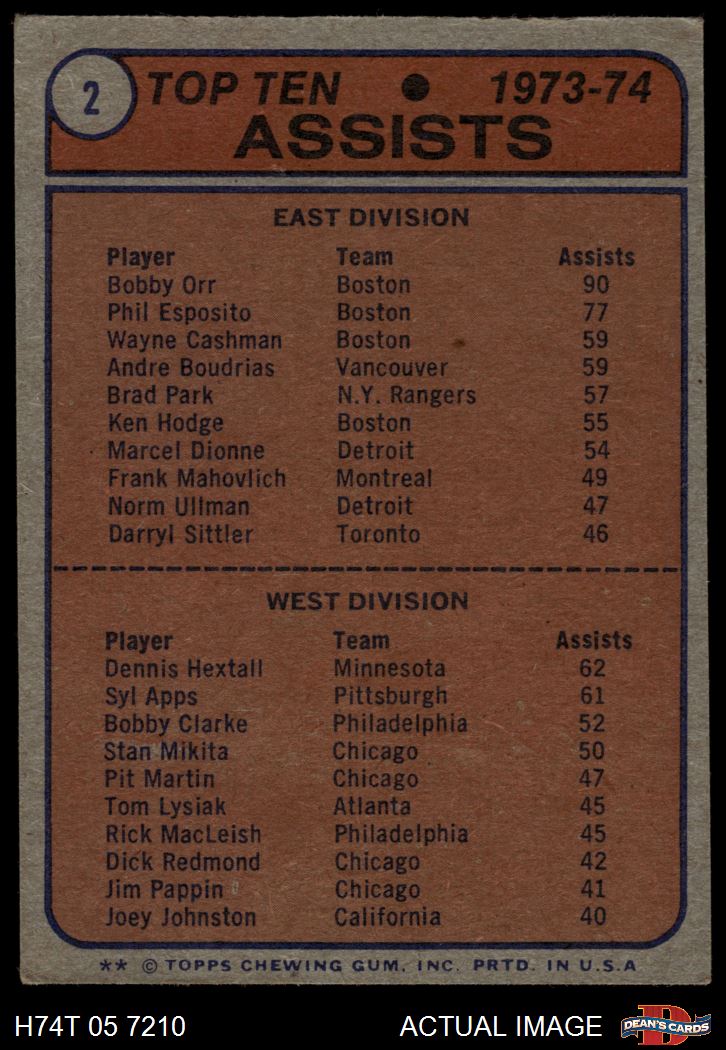 2
TOP TEN ● 1973-74
ASSISTS
EAST DIVISION
Player Team Assists
Bobby Orr Boston 90
Phil Esposito Boston 77
Wayne Cashman Boston 59
Andre Boudrias Vancouver 59
Brad Park N.Y. Rangers 57
Ken Hodge Boston 55
Marcel Dionne Detroit 54
Frank Mahovlich Montreal 49
Norm Ullman Detroit 47
Darryl Sittler Toronto 46
WEST DIVISION
Player Team Assists
Dennis Hextall Minnesota 62
Syl Apps Pittsburgh 61
Bobby Clarke Philadelphia 52
Stan Mikita Chicago 50
Pit Martin Chicago 47
Tom Lysiak Atlanta 45
Rick MacLeish Philadelphia 45
Dick Redmond Chicago 42
Jim Pappin Chicago 41
Joey Johnston California 40
** © TOPPS CHEWING GUM, INC. PRTD. IN U.S.A
H74T 05 7210 ACTUAL IMAGE
D
DEAN'S CARDS